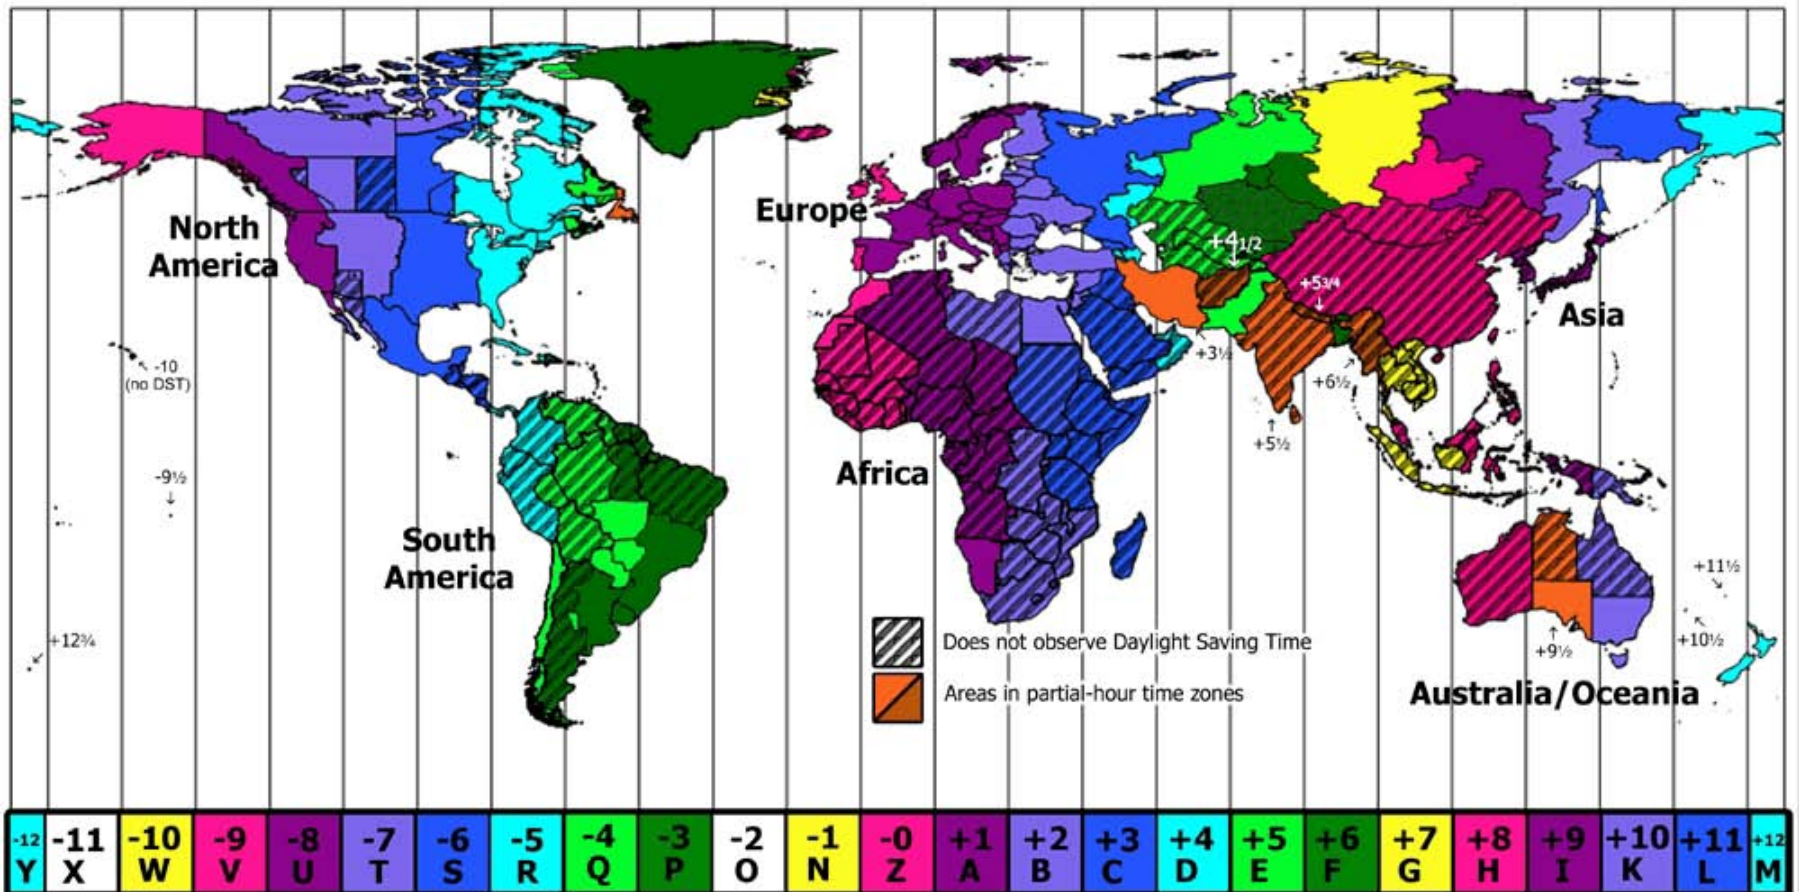 North
America
Europe
+4 1/2
+5 3/4
Asia
-10
(no DST)
+3½
+6½
+5½
-9½
Africa
South
America
+11½
+12¾
+10½
+9½
Does not observe Daylight Saving Time
Areas in partial-hour time zones
Australia/Oceania
-12 -11 -10 -9 -8 -7 -6 -5 -4 -3 -2 -1 -0 +1 +2 +3 +4 +5 +6 +7 +8 +9 +10 +11 +12
Y X W V U T S R Q P O N Z A B C D E F G H I K L M